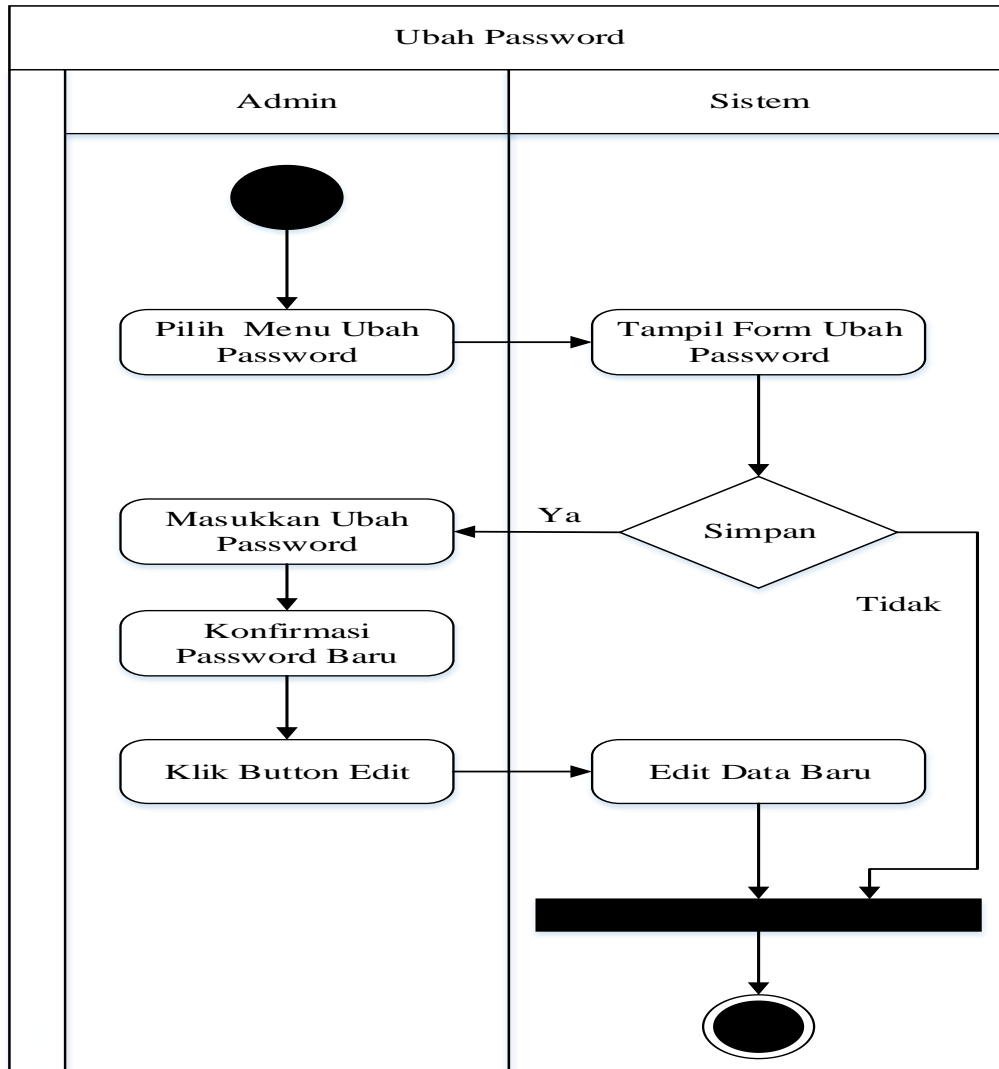 Ubah Password
Admin
Sistem
Pilih Menu Ubah
Password
Tampil Form Ubah
Password
Simpan
Ya
Tidak
Masukkan Ubah
Password
Konfirmasi
Password Baru
Klik Button Edit
Edit Data Baru